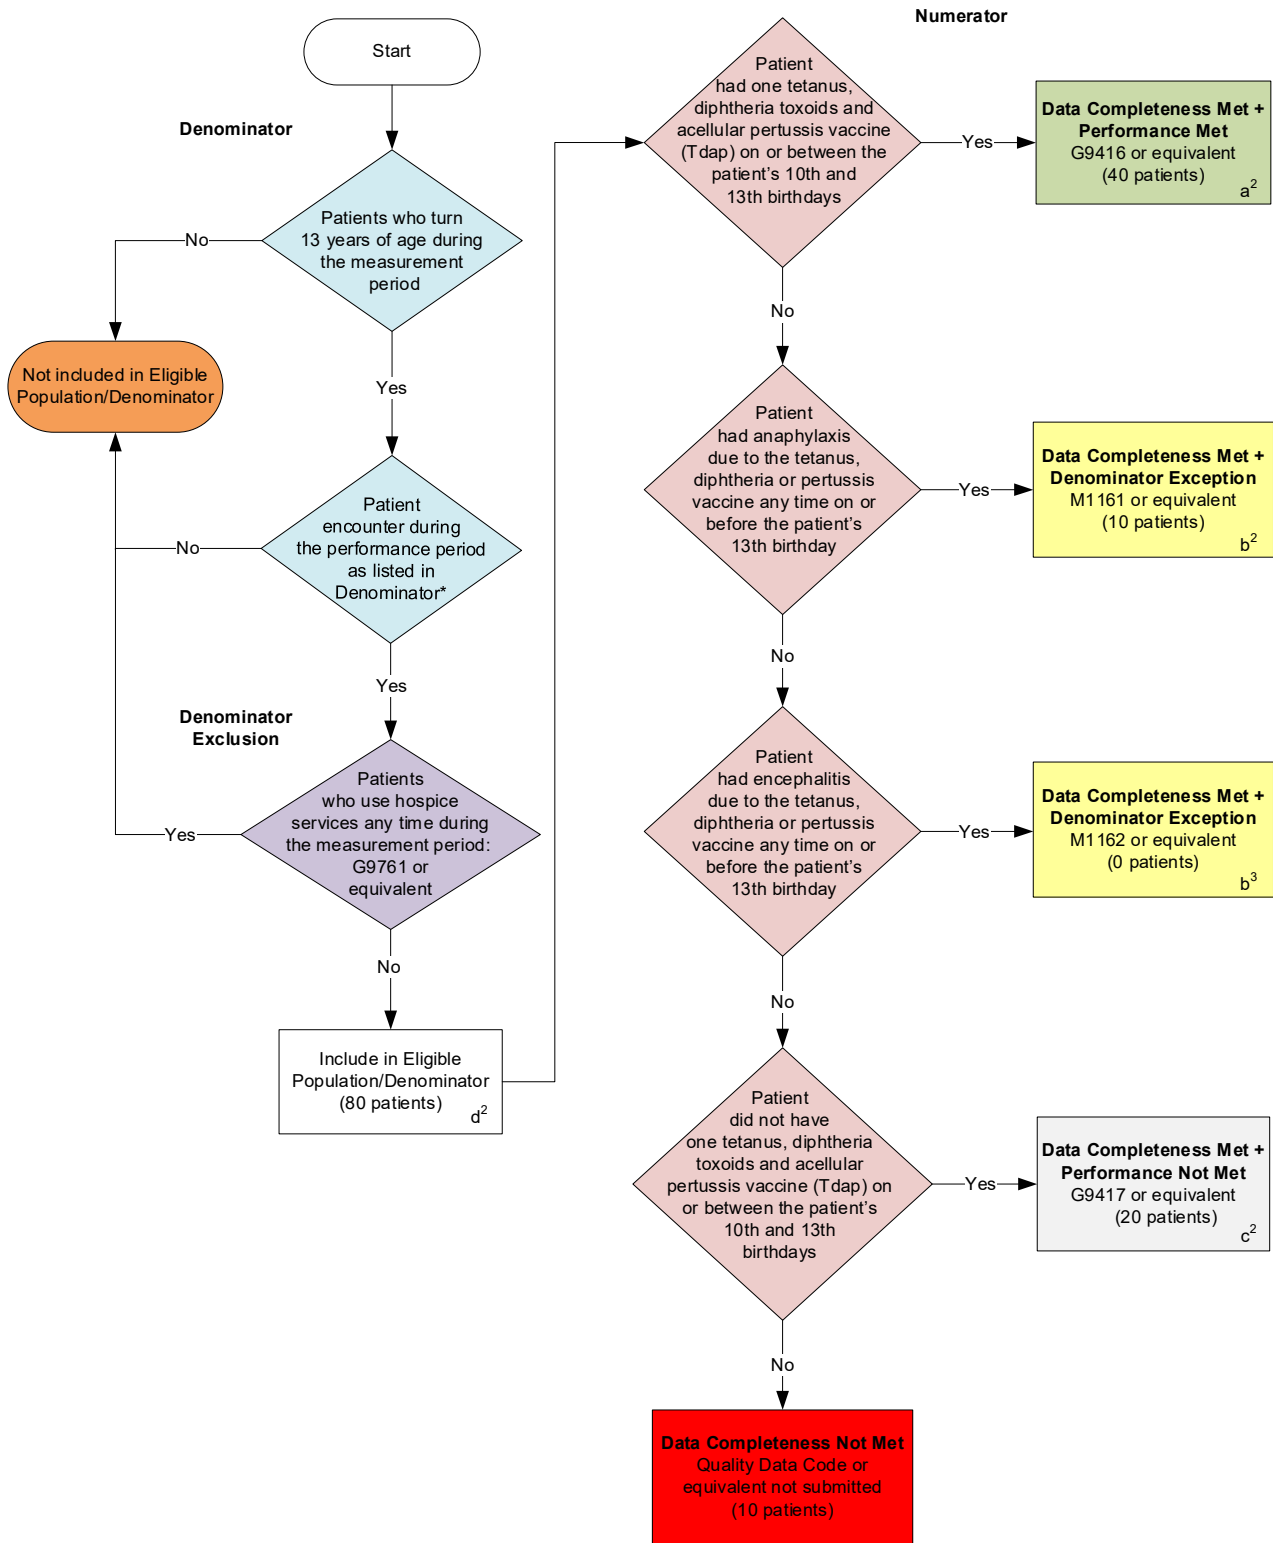 Start
Denominator
Patients who turn
13 years of age during
the measurement
period
No
Not included in Eligible
Population/Denominator
Yes
Patient
encounter during
the performance period
as listed in
Denominator*
No
Yes
Denominator
Exclusion
Patients
who use hospice
services any time during
the measurement period:
G9761 or
equivalent
Yes
No
Include in Eligible
Population/Denominator
(80 patients)
d²
Numerator
Patient
had one tetanus,
diphtheria toxoids and
acellular pertussis vaccine
(Tdap) on or between the
patient’s 10th and
13th birthdays
Yes
Data Completeness Met +
Performance Met
G9416 or equivalent
(40 patients)
a²
No
Patient
had anaphylaxis
due to the tetanus,
diphtheria or pertussis
vaccine any time on or
before the patient’s
13th birthday
Yes
Data Completeness Met +
Denominator Exception
M1161 or equivalent
(10 patients)
b²
No
Patient
had encephalitis
due to the tetanus,
diphtheria or pertussis
vaccine any time on or
before the patient’s
13th birthday
Yes
Data Completeness Met +
Denominator Exception
M1162 or equivalent
(0 patients)
b³
No
Patient
did not have
one tetanus, diphtheria
toxoids and acellular
pertussis vaccine (Tdap) on
or between the patient’s
10th and 13th
birthdays
Yes
Data Completeness Met +
Performance Not Met
G9417 or equivalent
(20 patients)
c²
No
Data Completeness Not Met
Quality Data Code or
equivalent not submitted
(10 patients)